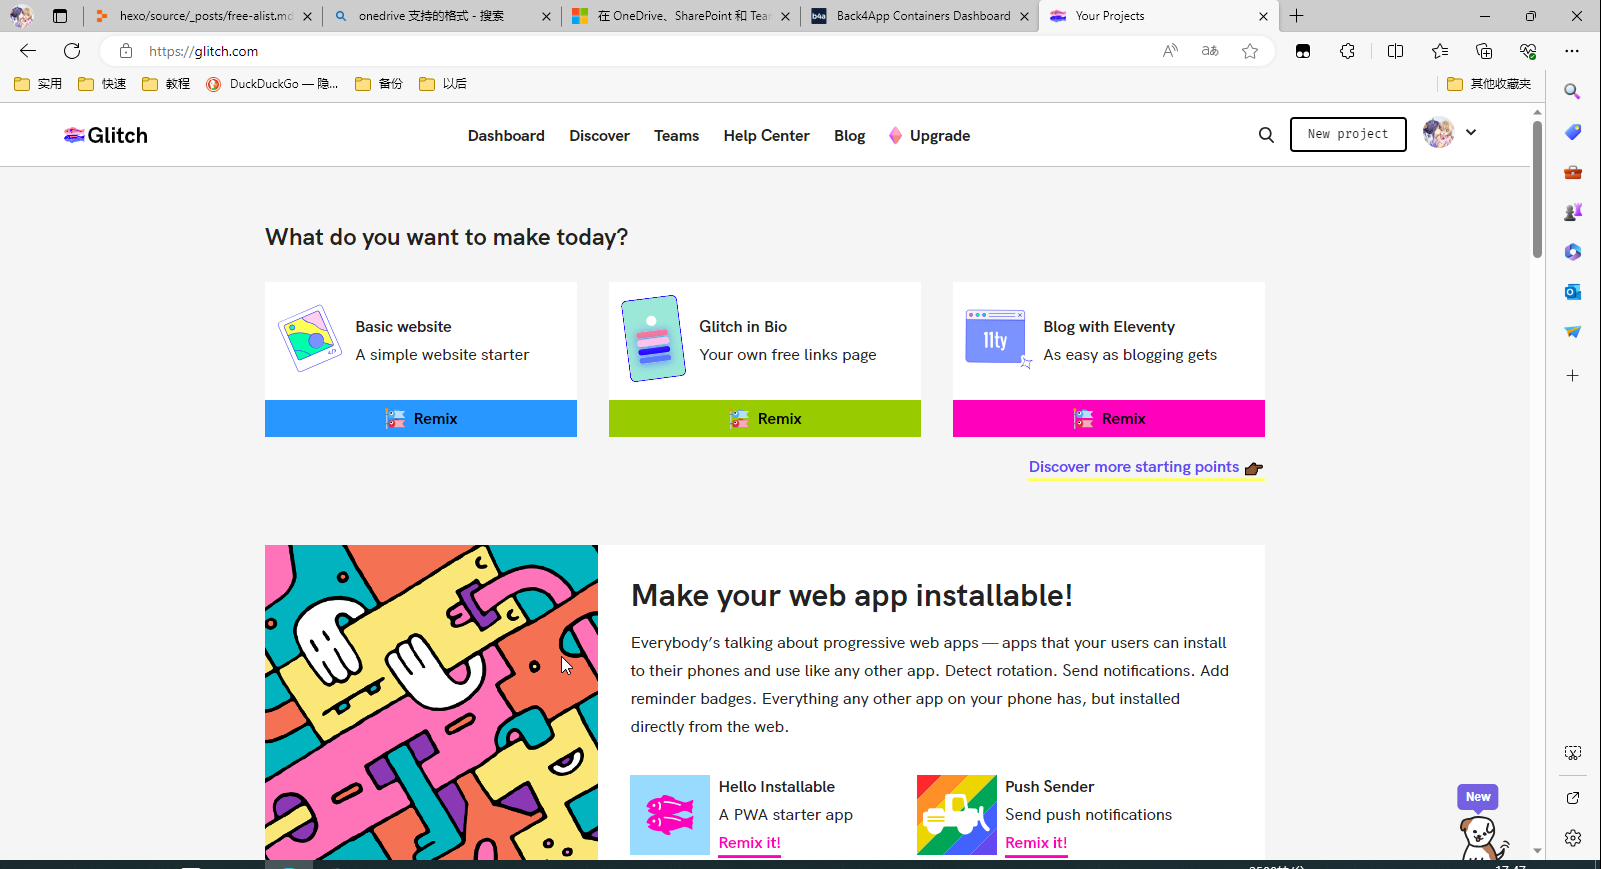 hexo/source/_posts/free-alist.md
onedrive 支持的格式 - 搜索
在 OneDrive、SharePoint 和 Tea
Back4App Containers Dashboard
Your Projects
https://glitch.com
实用
快速
教程
DuckDuckGo — 隐...
备份
以后
其他收藏夹
Glitch
Dashboard
Discover
Teams
Help Center
Blog
Upgrade
New project
What do you want to make today?
Basic website
A simple website starter
Remix
Glitch in Bio
Your own free links page
Remix
11ty
Blog with Eleventy
As easy as blogging gets
Remix
Discover more starting points
Make your web app installable!
Everybody’s talking about progressive web apps — apps that your users can install
to their phones and use like any other app. Detect rotation. Send notifications. Add
reminder badges. Everything any other app on your phone has, but installed
directly from the web.
Hello Installable
A PWA starter app
Remix it!
Push Sender
Send push notifications
Remix it!
New